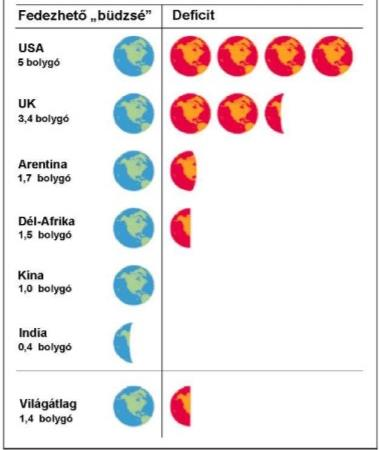 Fedezhető „büdzsé” Deficit
USA
5 bolygó
UK
3,4 bolygó
Arentina
1,7 bolygó
Dél-Afrika
1,5 bolygó
Kína
1,0 bolygó
India
0,4 bolygó
Világátlag
1,4 bolygó